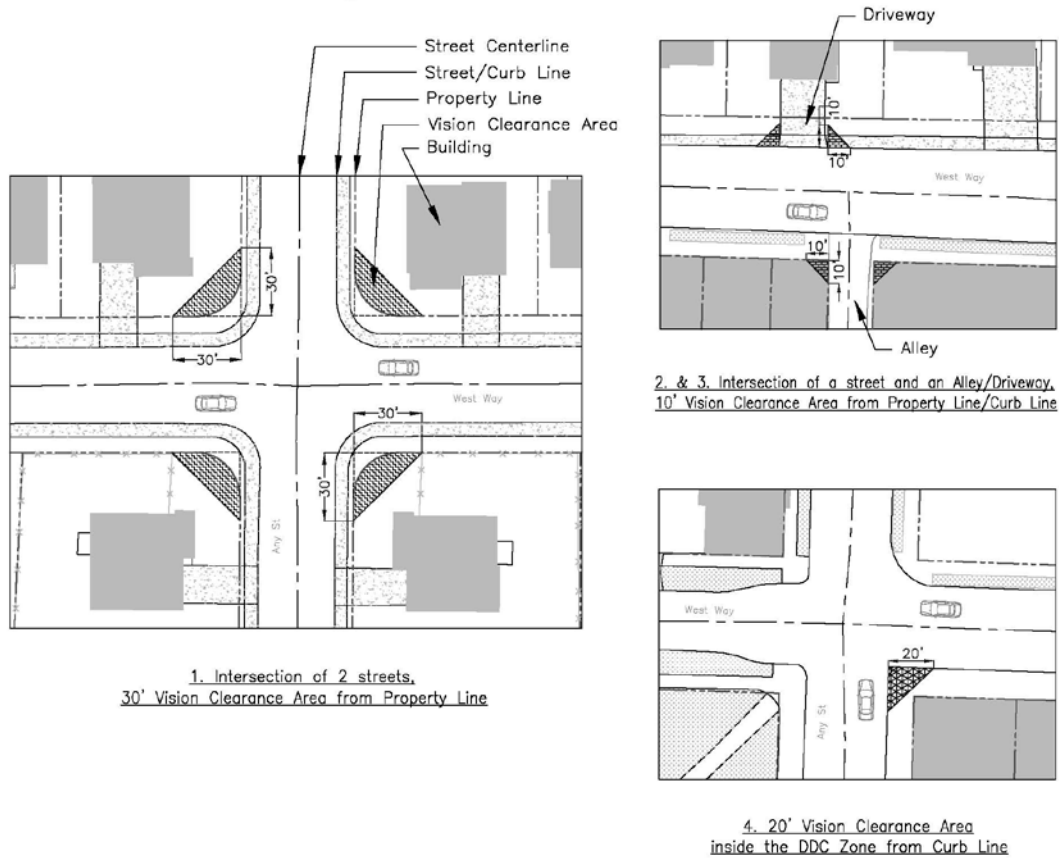 Street Centerline
Street/Curb Line
Property Line
Vision Clearance Area
Building
30'
30'
30'
30'
West Way
Any St
1. Intersection of 2 streets,
30' Vision Clearance Area from Property Line
Driveway
10'
10'
West Way
10'
10'
Alley
2. & 3. Intersection of a street and an Alley/Driveway,
10' Vision Clearance Area from Property Line/Curb Line
West Way
20'
Any St
4. 20' Vision Clearance Area
inside the DDC Zone from Curb Line